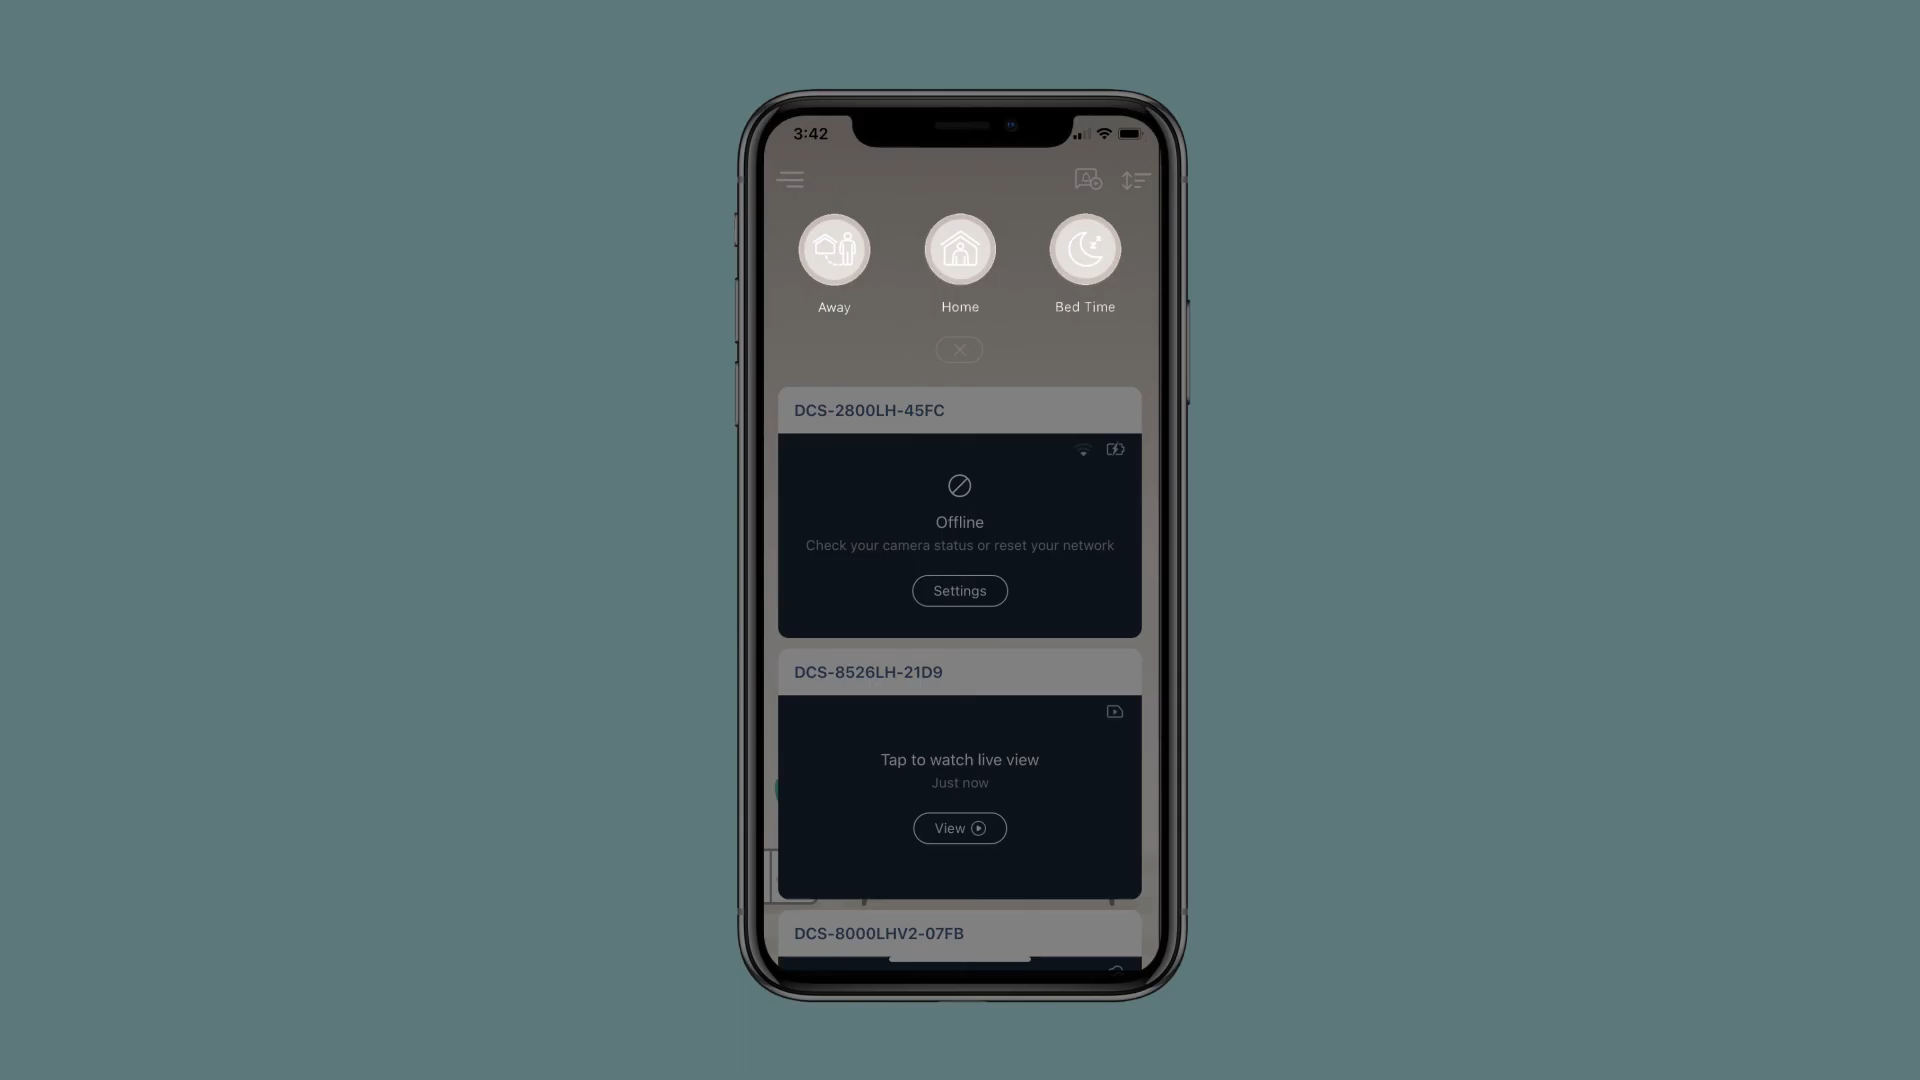 3:42
Away
Home
Bed Time
DCS-2800LH-45FC
Offline
Check your camera status or reset your network
Settings
DCS-8526LH-21D9
Tap to watch live view
Just now
View
DCS-8000LHV2-07FB